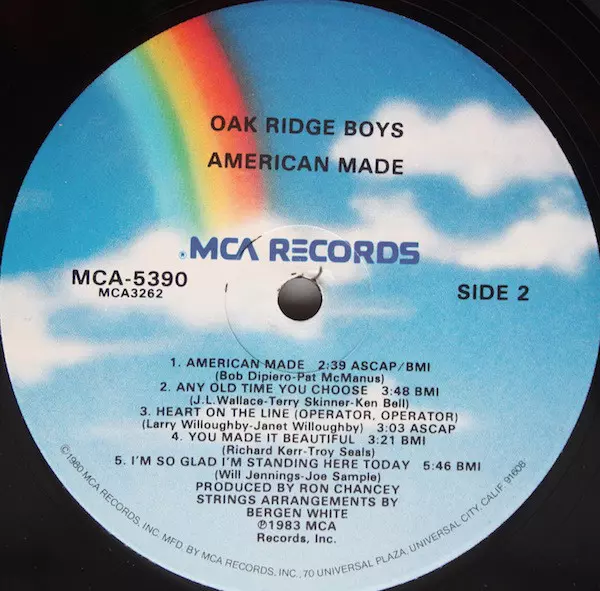 OAK RIDGE BOYS
AMERICAN MADE
®MCA RECORDS
MCA-5390
MCA3262
SIDE 2
1. AMERICAN MADE 2:39 ASCAP/BMI
(Bob Dipiero-Pat McManus)
2. ANY OLD TIME YOU CHOOSE 3:48 BMI
(J.L.Wallace-Terry Skinner-Ken Bell)
3. HEART ON THE LINE (OPERATOR, OPERATOR)
(Larry Willoughby-Janet Willoughby) 3:03 ASCAP
4. YOU MADE IT BEAUTIFUL 3:21 BMI
(Richard Kerr-Troy Seals)
5. I'M SO GLAD I'M STANDING HERE TODAY 5:46 BMI
(Will Jennings-Joe Sample)
PRODUCED BY RON CHANCEY
STRINGS ARRANGEMENTS BY
BERGEN WHITE
℗1983 MCA
Records, Inc.
©1980 MCA RECORDS, INC. MFD. BY MCA RECORDS, INC., 70 UNIVERSAL PLAZA, UNIVERSAL CITY, CALIF. 91608